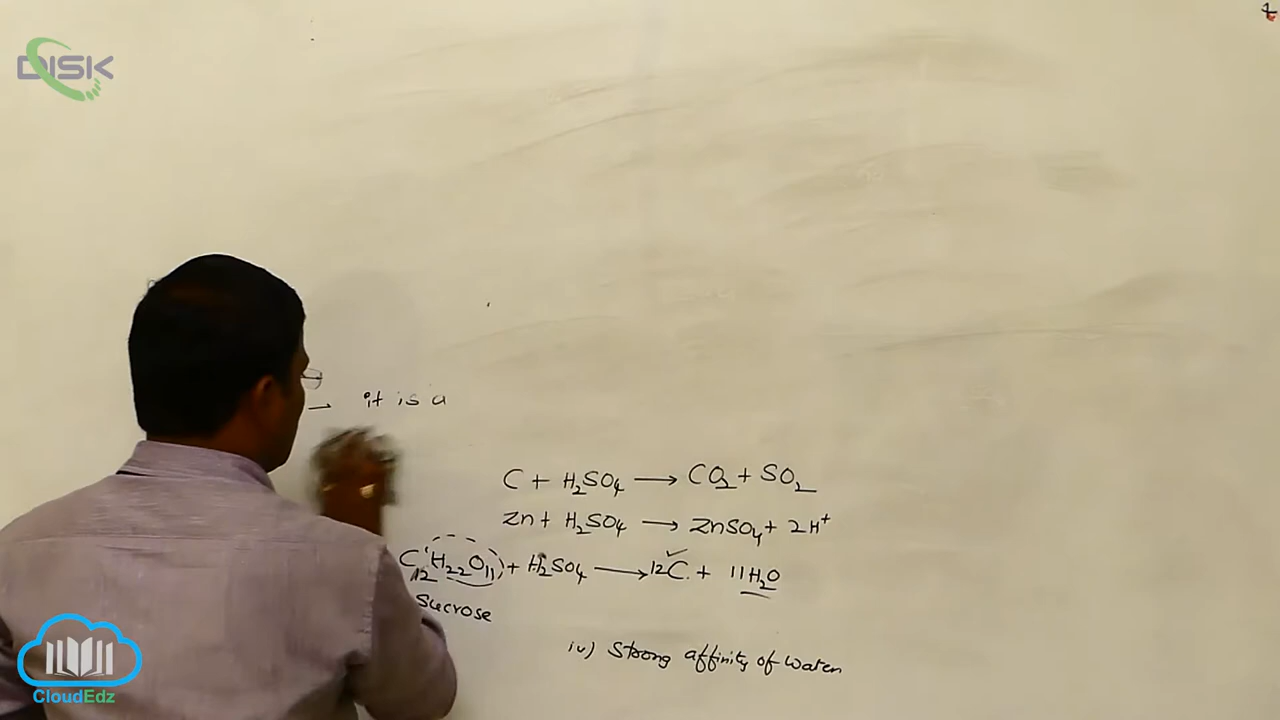 DISK
→ it is a
C + H₂SO₄ → CO₂ + SO₂
Zn + H₂SO₄ → ZnSO₄ + 2H⁺
C₁₂H₂₂O₁₁ + H₂SO₄ → 12C + 11H₂O
Sucrose
iv) Strong affinity of water
CloudEdz